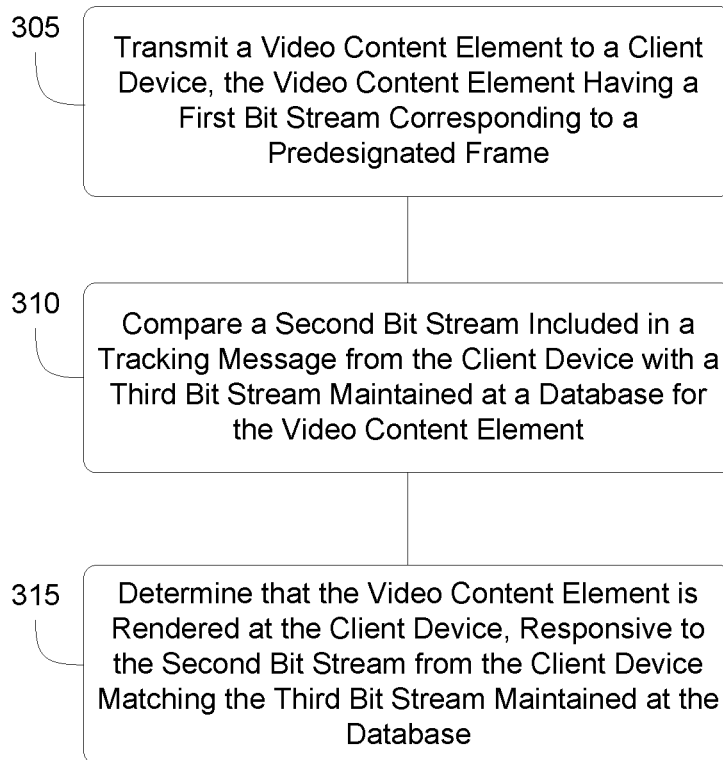 305
Transmit a Video Content Element to a Client
Device, the Video Content Element Having a
First Bit Stream Corresponding to a
Predesignated Frame
310
Compare a Second Bit Stream Included in a
Tracking Message from the Client Device with a
Third Bit Stream Maintained at a Database for
the Video Content Element
315
Determine that the Video Content Element is
Rendered at the Client Device, Responsive to
the Second Bit Stream from the Client Device
Matching the Third Bit Stream Maintained at the
Database